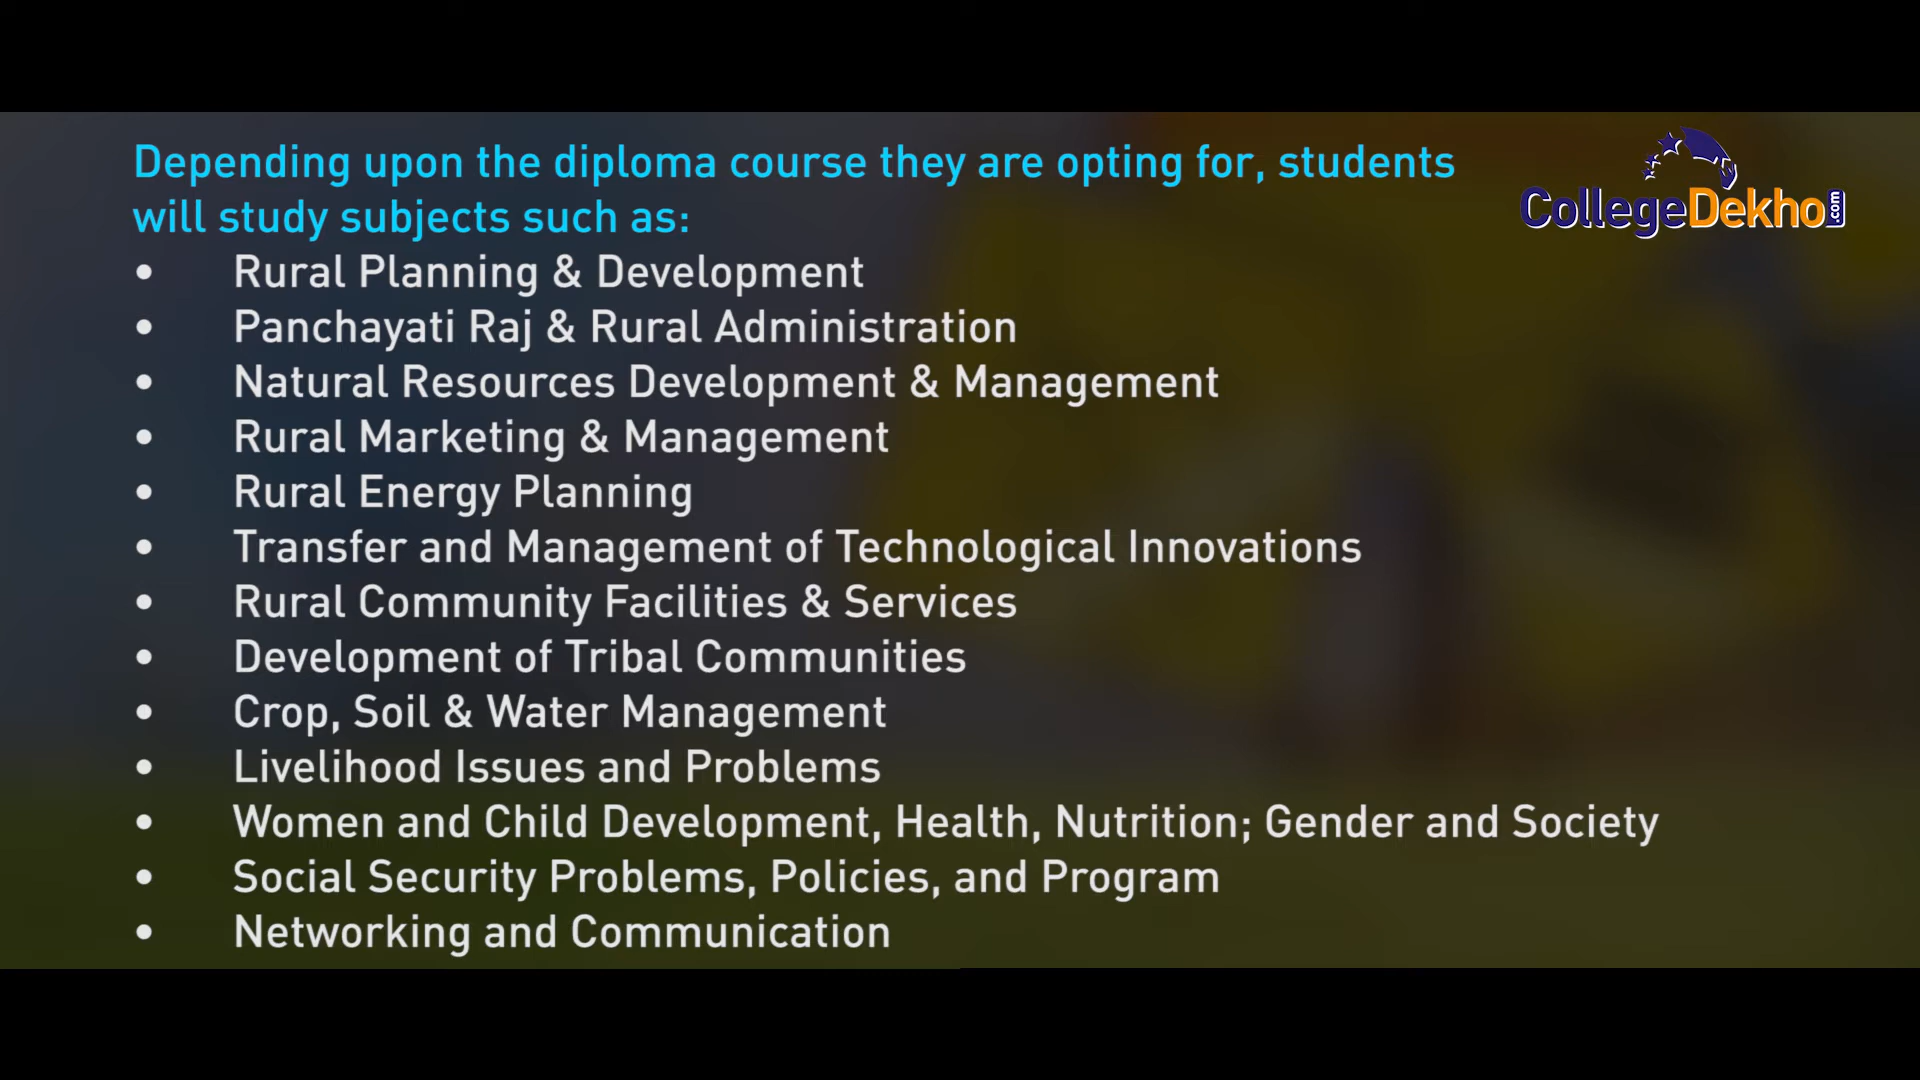 Depending upon the diploma course they are opting for, students
will study subjects such as:
• Rural Planning & Development
• Panchayati Raj & Rural Administration
• Natural Resources Development & Management
• Rural Marketing & Management
• Rural Energy Planning
• Transfer and Management of Technological Innovations
• Rural Community Facilities & Services
• Development of Tribal Communities
• Crop, Soil & Water Management
• Livelihood Issues and Problems
• Women and Child Development, Health, Nutrition; Gender and Society
• Social Security Problems, Policies, and Program
• Networking and Communication
CollegeDekho.com